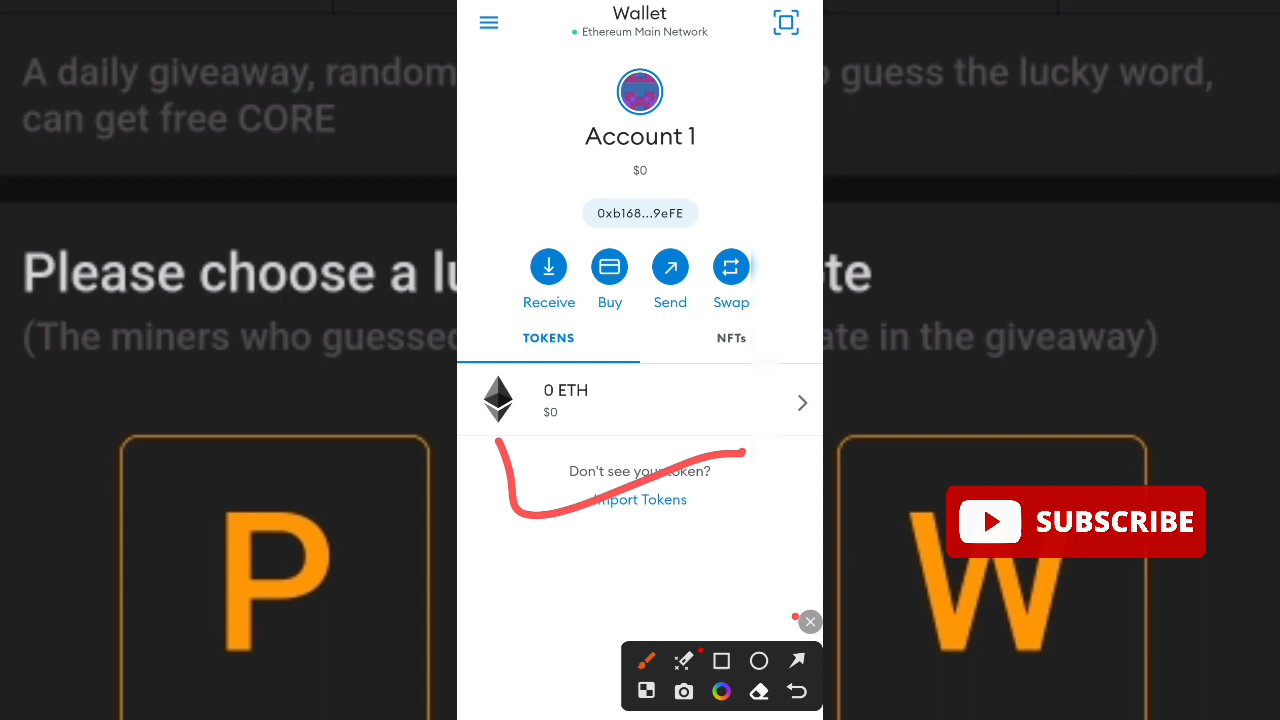 Wallet
Ethereum Main Network
A daily giveaway, random
guess the lucky word,
can get free CORE
Account 1
$0
0xb168...9eFE
Please choose a lu
te
Receive
Buy
Send
Swap
(The miners who guessed
ate in the giveaway)
TOKENS
NFTs
0 ETH
$0
Don't see your token?
Import Tokens
P
W
SUBSCRIBE